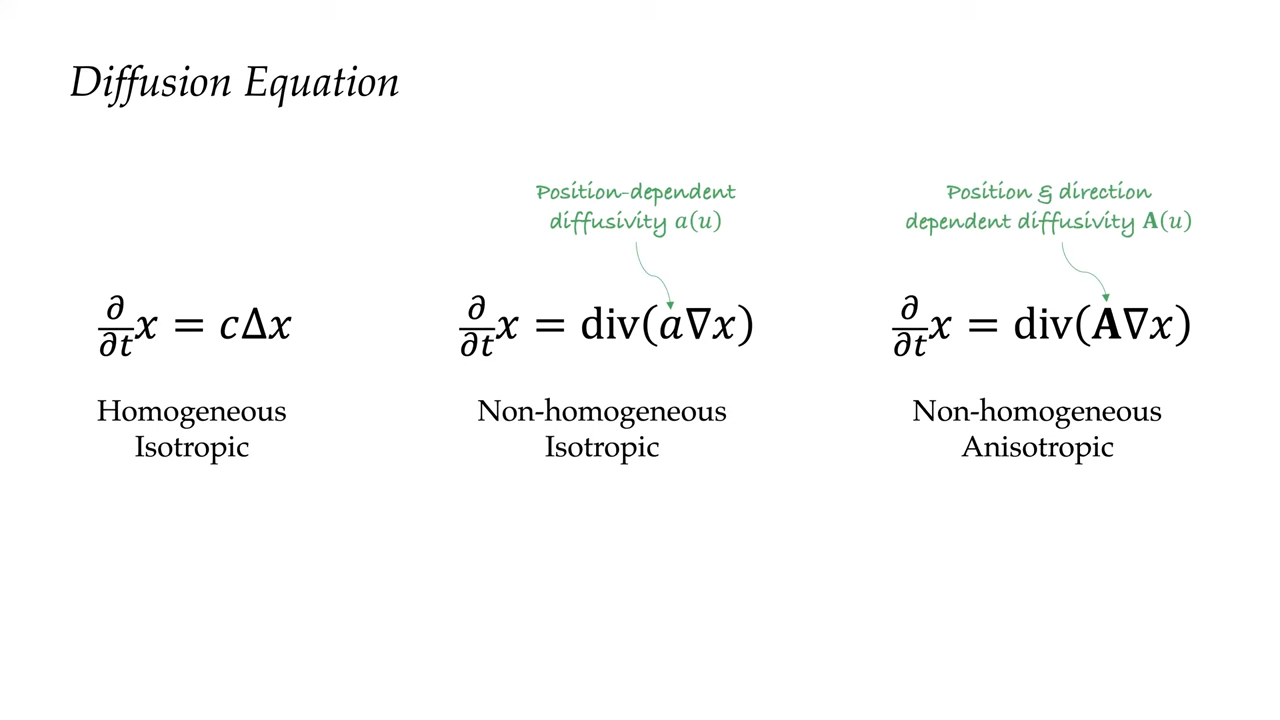 Diffusion Equation
Position-dependent
diffusivity a(u)
Position & direction
dependent diffusivity A(u)
∂/∂t x = cΔx
∂/∂t x = div(a∇x)
∂/∂t x = div(A∇x)
Homogeneous
Isotropic
Non-homogeneous
Isotropic
Non-homogeneous
Anisotropic